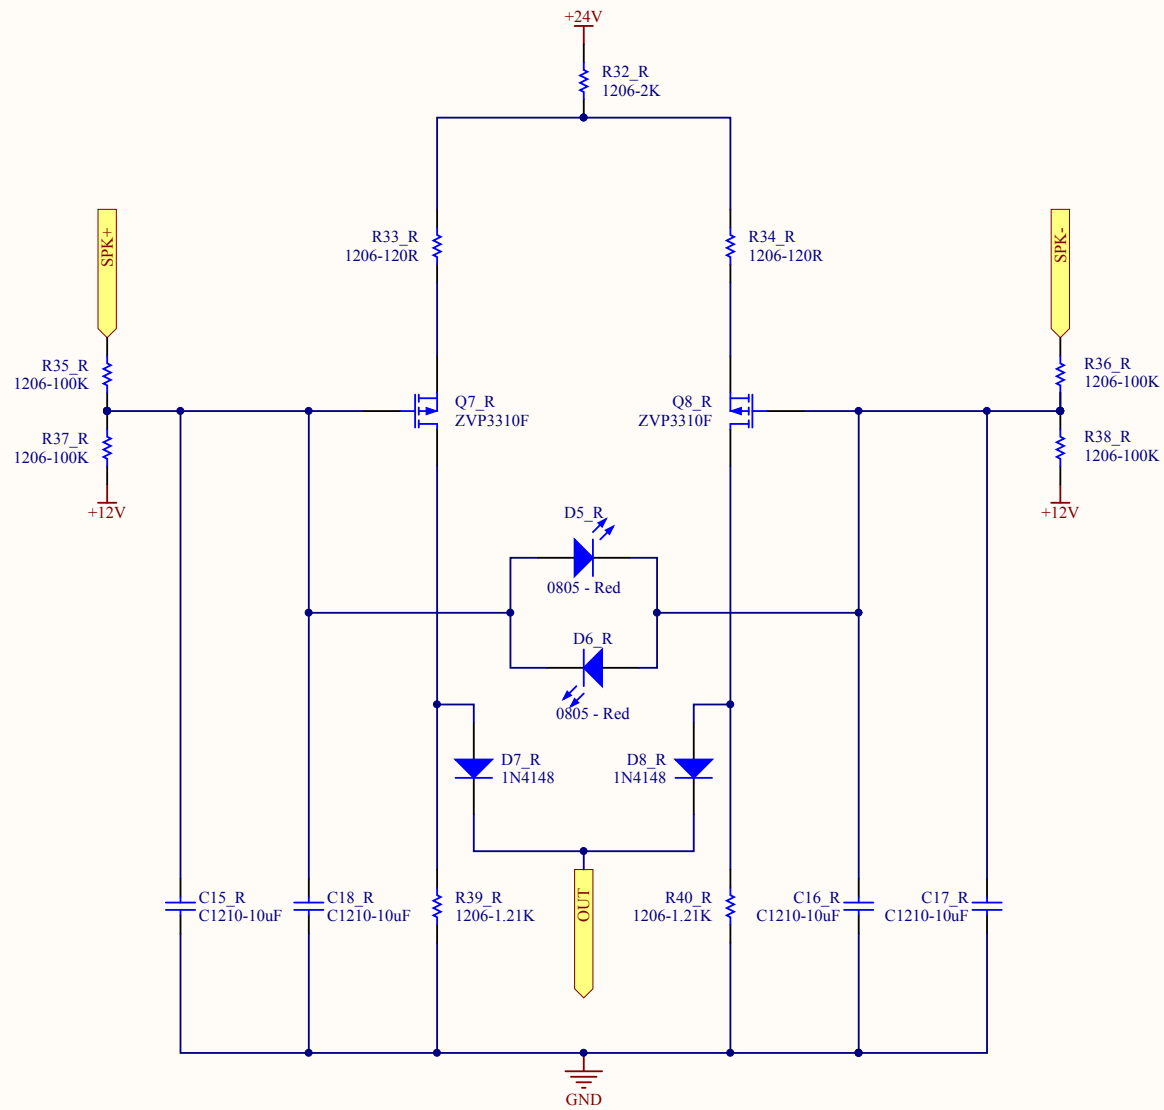 +24V
R32_R
1206-2K
SPK+
R33_R
1206-120R
R34_R
1206-120R
SPK-
R35_R
1206-100K
R36_R
1206-100K
Q7_R
ZVP3310F
Q8_R
ZVP3310F
R37_R
1206-100K
R38_R
1206-100K
+12V
+12V
D5_R
0805 - Red
D6_R
0805 - Red
D7_R
1N4148
D8_R
1N4148
C15_R
C1210-10uF
C18_R
C1210-10uF
R39_R
1206-1.21K
OUT
R40_R
1206-1.21K
C16_R
C1210-10uF
C17_R
C1210-10uF
GND